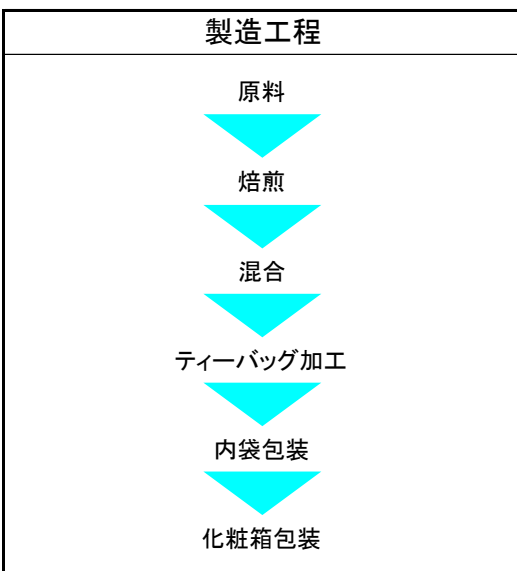 製造工程
原料
焙煎
混合
ティーバッグ加工
内袋包装
化粧箱包装